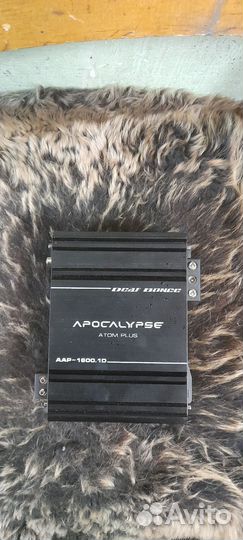 DEAF BONCE
APOCALYPSE
ATOM PLUS
AAP-1600.1D
Avito